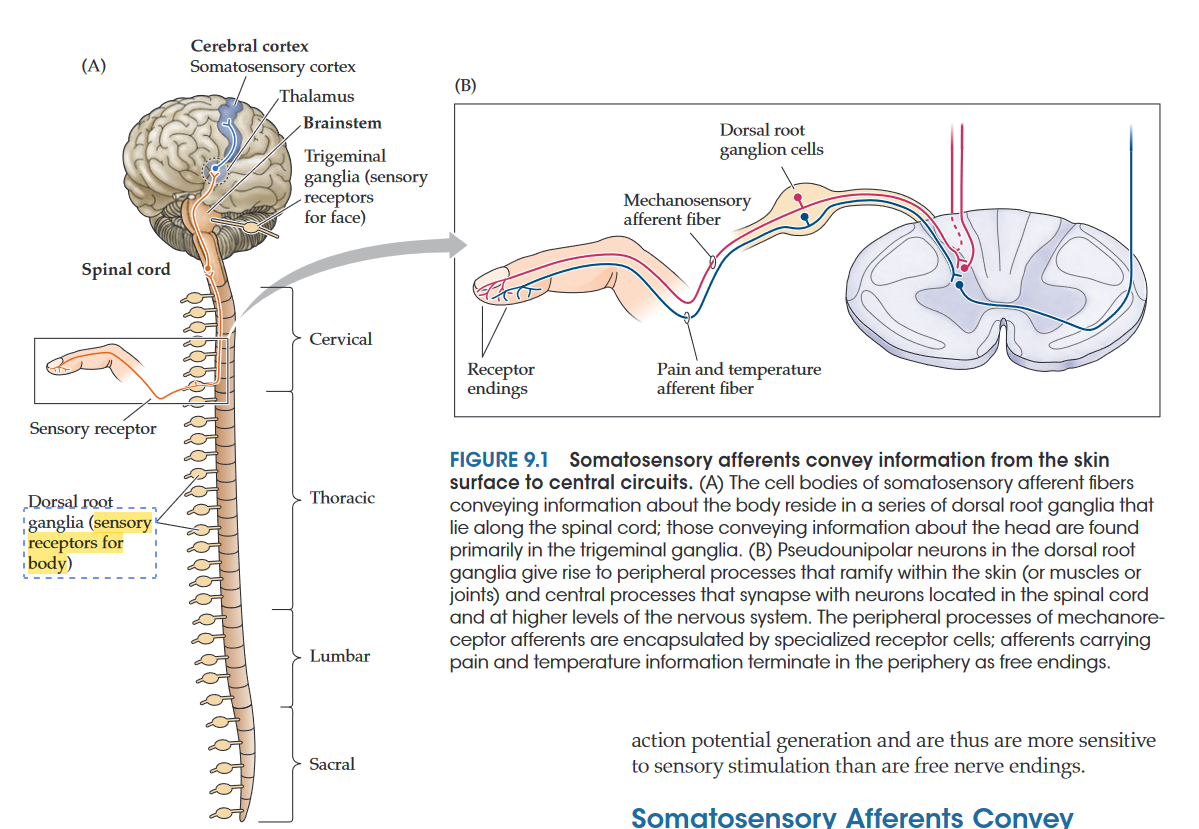 (A)
Cerebral cortex
Somatosensory cortex
Thalamus
Brainstem
Trigeminal
ganglia (sensory
receptors
for face)
Spinal cord
Cervical
Sensory receptor
Thoracic
Dorsal root
ganglia (sensory
receptors for
body)
Lumbar
Sacral
(B)
Dorsal root
ganglion cells
Mechanosensory
afferent fiber
Receptor
endings
Pain and temperature
afferent fiber
FIGURE 9.1 Somatosensory afferents convey information from the skin
surface to central circuits. (A) The cell bodies of somatosensory afferent fibers
conveying information about the body reside in a series of dorsal root ganglia that
lie along the spinal cord; those conveying information about the head are found
primarily in the trigeminal ganglia. (B) Pseudounipolar neurons in the dorsal root
ganglia give rise to peripheral processes that ramify within the skin (or muscles or
joints) and central processes that synapse with neurons located in the spinal cord
and at higher levels of the nervous system. The peripheral processes of mechanore-
ceptor afferents are encapsulated by specialized receptor cells; afferents carrying
pain and temperature information terminate in the periphery as free endings.
action potential generation and are thus are more sensitive
to sensory stimulation than are free nerve endings.
Somatosensory Afferents Convey